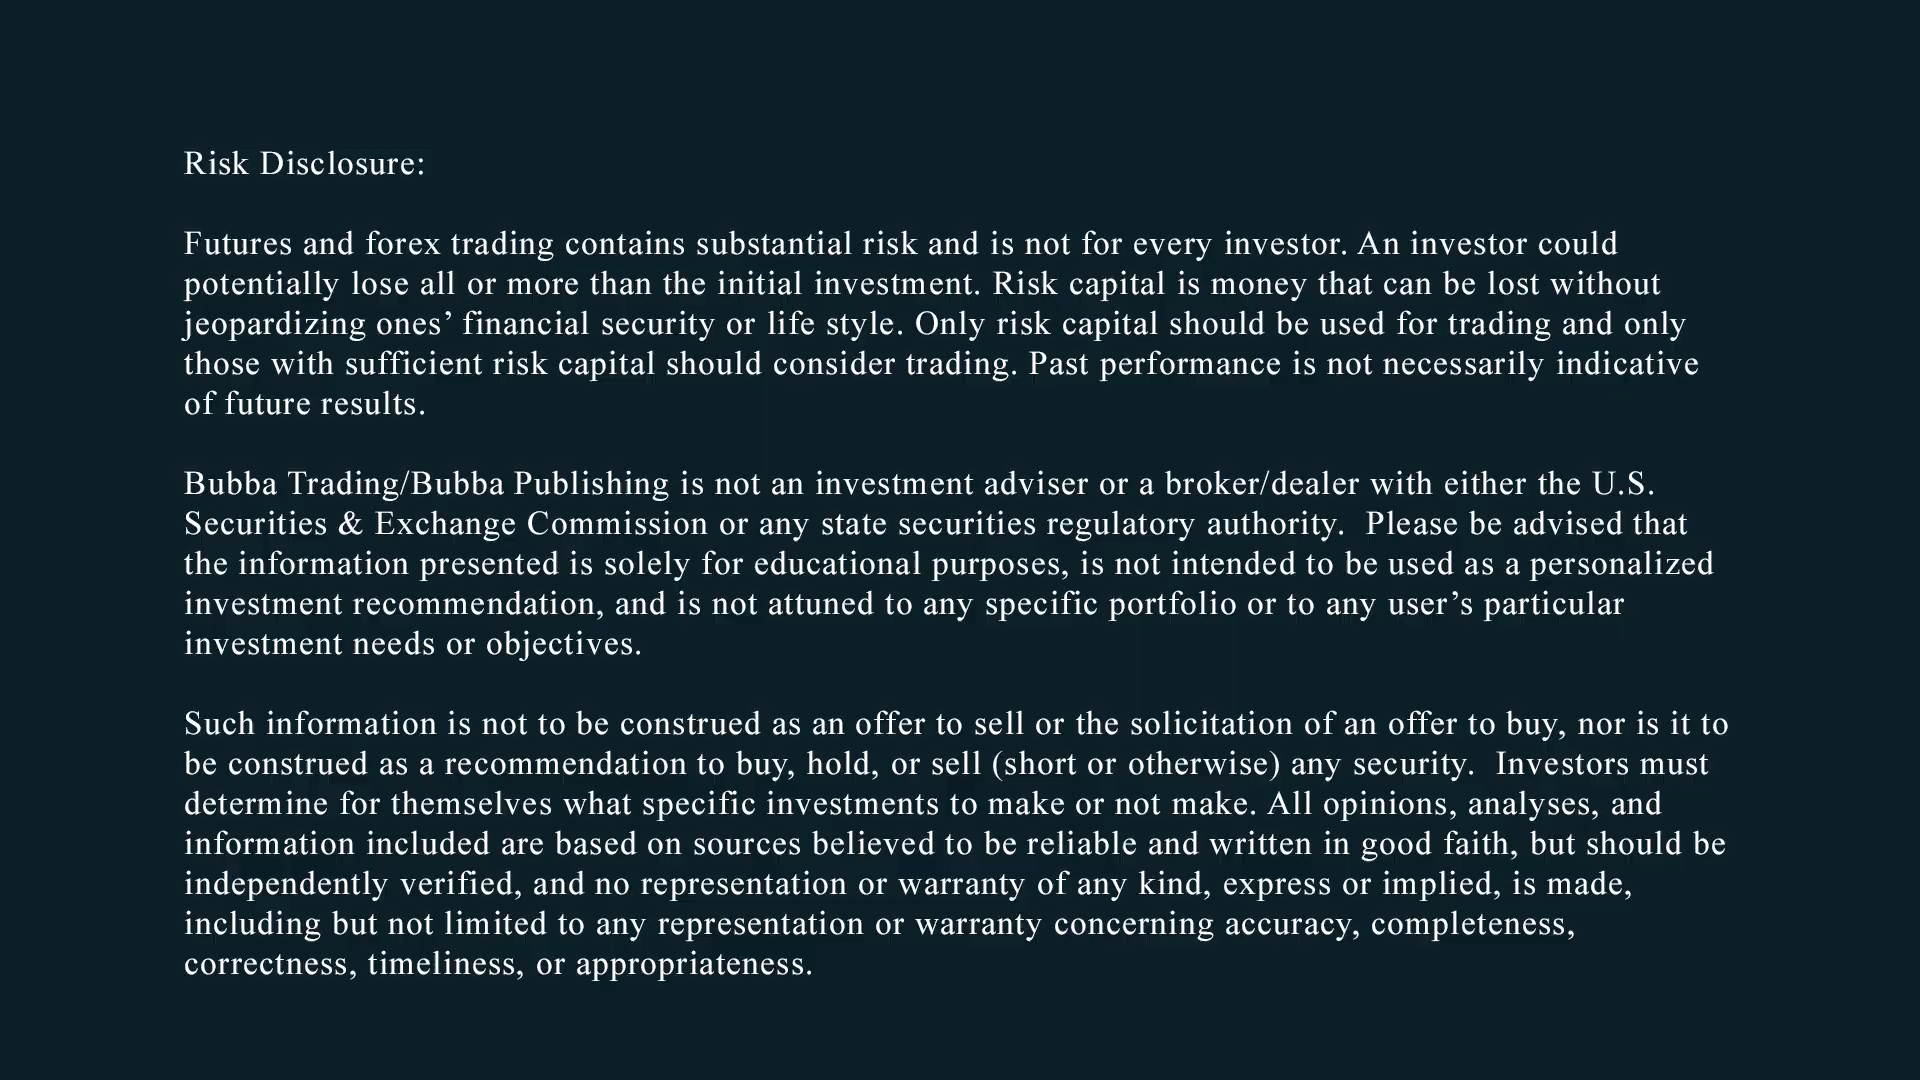 Risk Disclosure:
Futures and forex trading contains substantial risk and is not for every investor. An investor could
potentially lose all or more than the initial investment. Risk capital is money that can be lost without
jeopardizing ones’ financial security or life style. Only risk capital should be used for trading and only
those with sufficient risk capital should consider trading. Past performance is not necessarily indicative
of future results.
Bubba Trading/Bubba Publishing is not an investment adviser or a broker/dealer with either the U.S.
Securities & Exchange Commission or any state securities regulatory authority.  Please be advised that
the information presented is solely for educational purposes, is not intended to be used as a personalized
investment recommendation, and is not attuned to any specific portfolio or to any user’s particular
investment needs or objectives.
Such information is not to be construed as an offer to sell or the solicitation of an offer to buy, nor is it to
be construed as a recommendation to buy, hold, or sell (short or otherwise) any security.  Investors must
determine for themselves what specific investments to make or not make. All opinions, analyses, and
information included are based on sources believed to be reliable and written in good faith, but should be
independently verified, and no representation or warranty of any kind, express or implied, is made,
including but not limited to any representation or warranty concerning accuracy, completeness,
correctness, timeliness, or appropriateness.